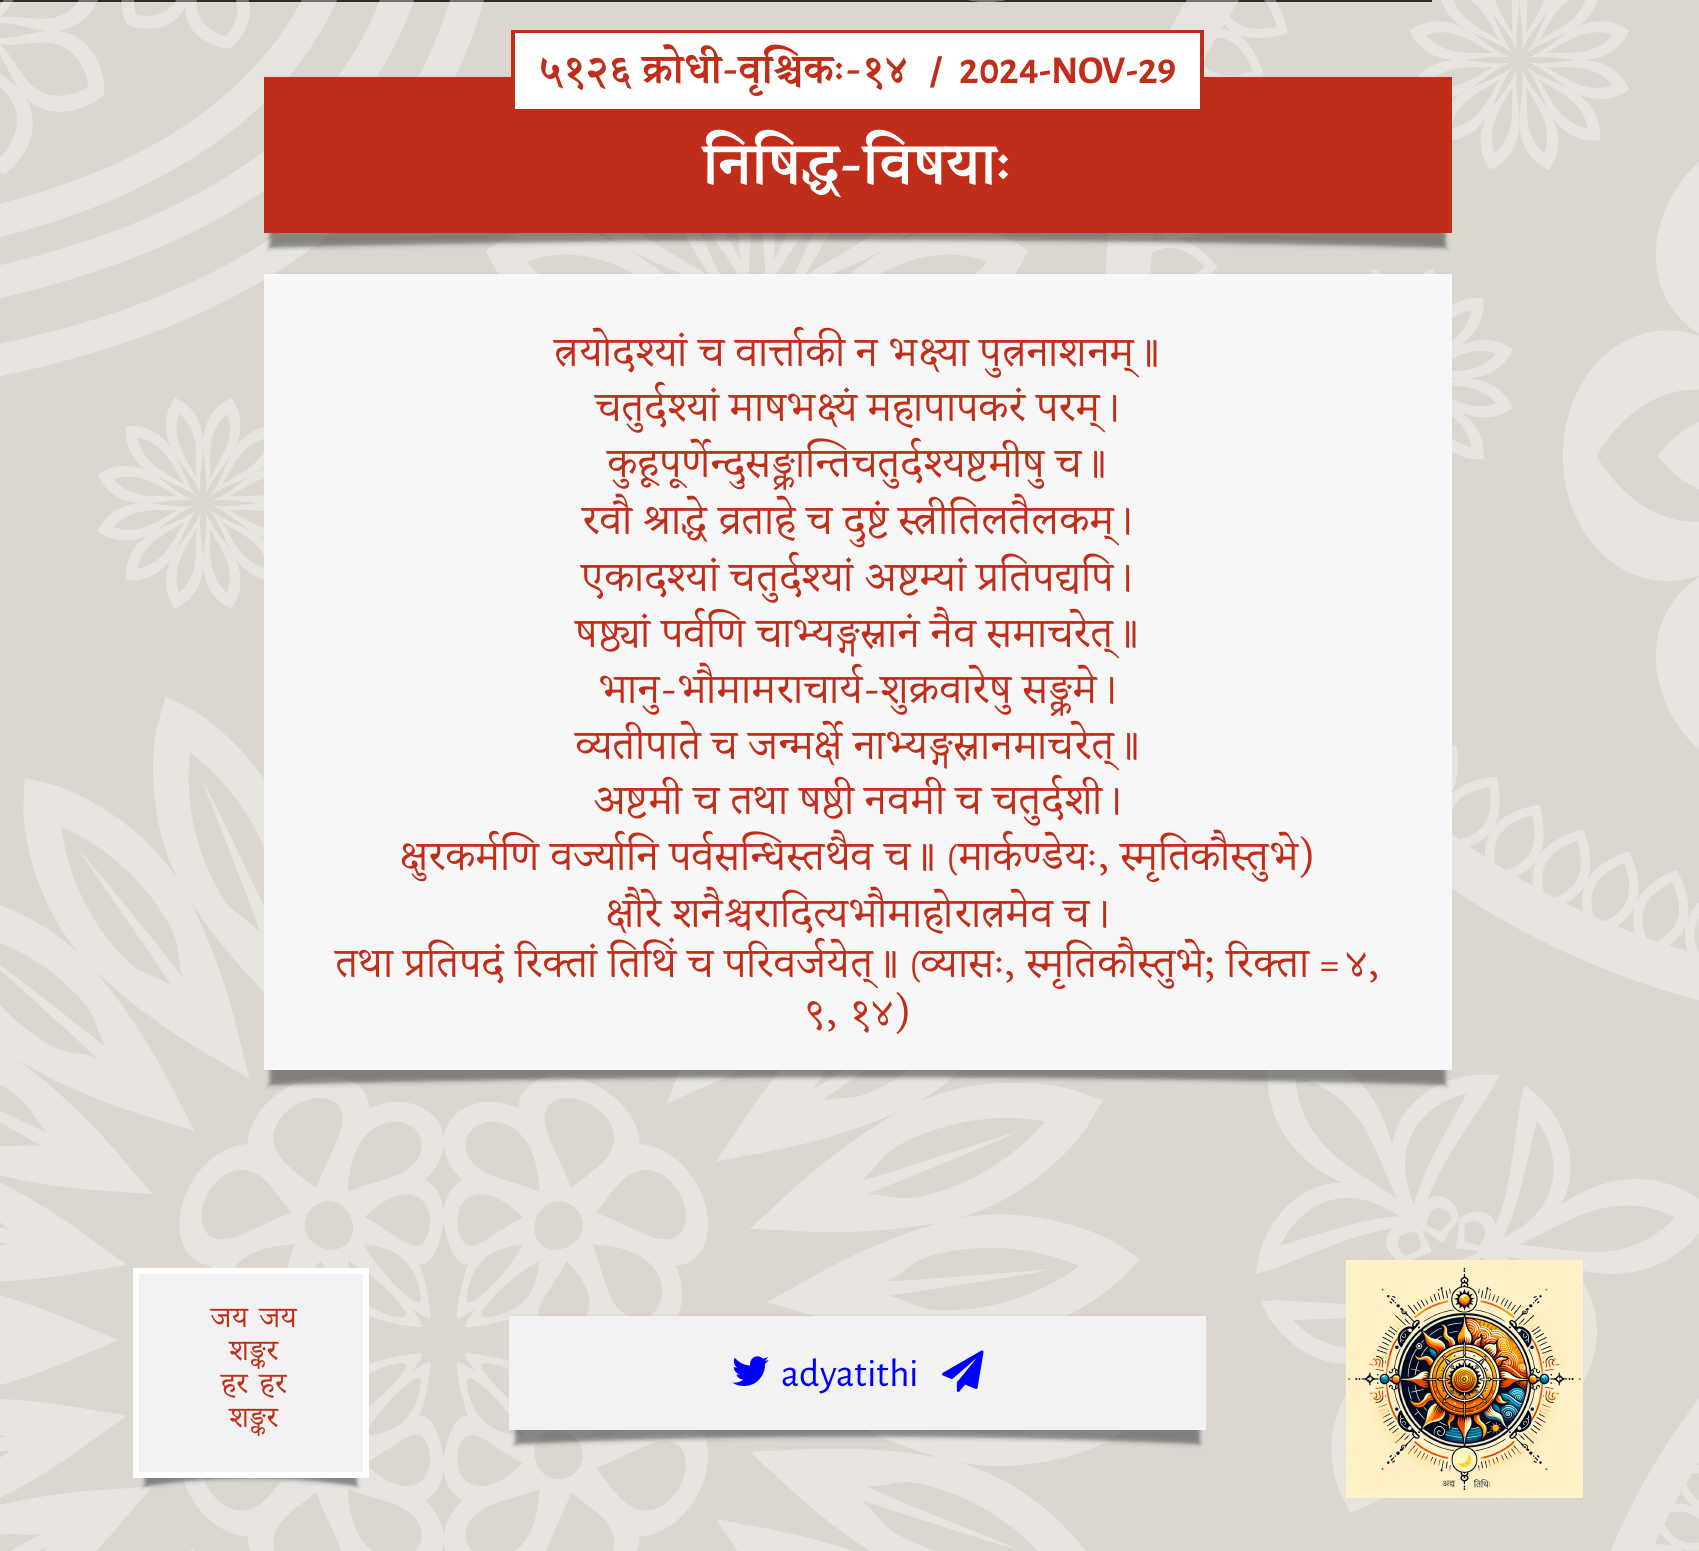 ५१२६ क्रोधी-वृश्चिकः-१४ / 2024-NOV-29
निषिद्ध-विषयाः
त्रयोदश्यां च वार्त्ताकी न भक्ष्या पुत्रनाशनम्॥
चतुर्दश्यां माषभक्ष्यं महापापकरं परम्।
कुहूपूर्णेन्दुसङ्क्रान्तिचतुर्दश्यष्टमीषु च॥
रवौ श्राद्धे व्रताहे च दुष्टं स्त्रीतिलतैलकम्।
एकादश्यां चतुर्दश्यां अष्टम्यां प्रतिपद्यपि।
षष्ठ्यां पर्वणि चाभ्यङ्गस्नानं नैव समाचरेत्॥
भानु-भौमामराचार्य-शुक्रवारेषु सङ्क्रमे।
व्यतीपाते च जन्मर्क्षे नाभ्यङ्गस्नानमाचरेत्॥
अष्टमी च तथा षष्ठी नवमी च चतुर्दशी।
क्षुरकर्मणि वर्ज्यानि पर्वसन्धिस्तथैव च॥ (मार्कण्डेयः, स्मृतिकौस्तुभे)
क्षौरे शनैश्चरादित्यभौमाहोरात्रमेव च।
तथा प्रतिपदं रिक्तां तिथिं च परिवर्जयेत्॥ (व्यासः, स्मृतिकौस्तुभे; रिक्ता = ४,
९, १४)
जय जय
शङ्कर
हर हर
शङ्कर
adyatithi
अद्य तिथिः